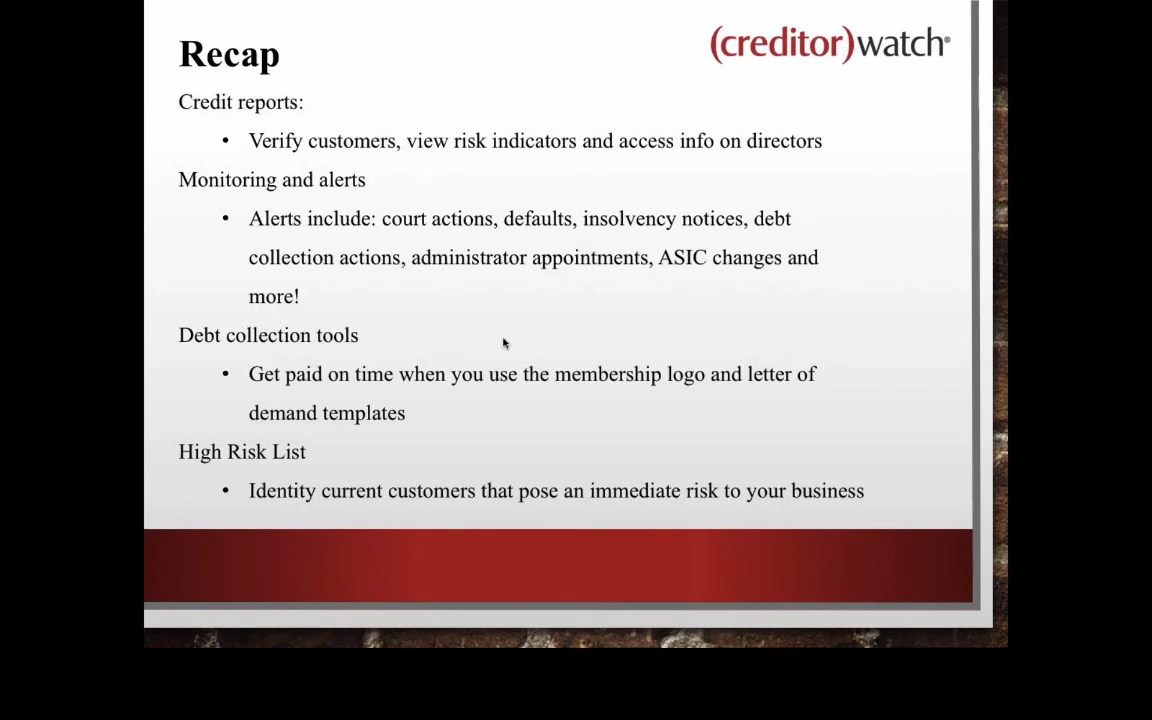 Recap
(creditor)watch®
Credit reports:
• Verify customers, view risk indicators and access info on directors
Monitoring and alerts
• Alerts include: court actions, defaults, insolvency notices, debt
collection actions, administrator appointments, ASIC changes and
more!
Debt collection tools
• Get paid on time when you use the membership logo and letter of
demand templates
High Risk List
• Identity current customers that pose an immediate risk to your business